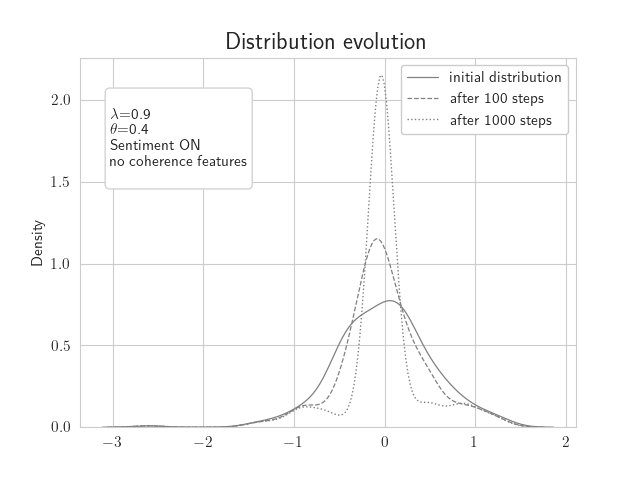 Distribution evolution
λ=0.9
θ=0.4
Sentiment ON
no coherence features
initial distribution
after 100 steps
after 1000 steps
Density
2.0
1.5
1.0
0.5
0.0
−3 −2 −1 0 1 2